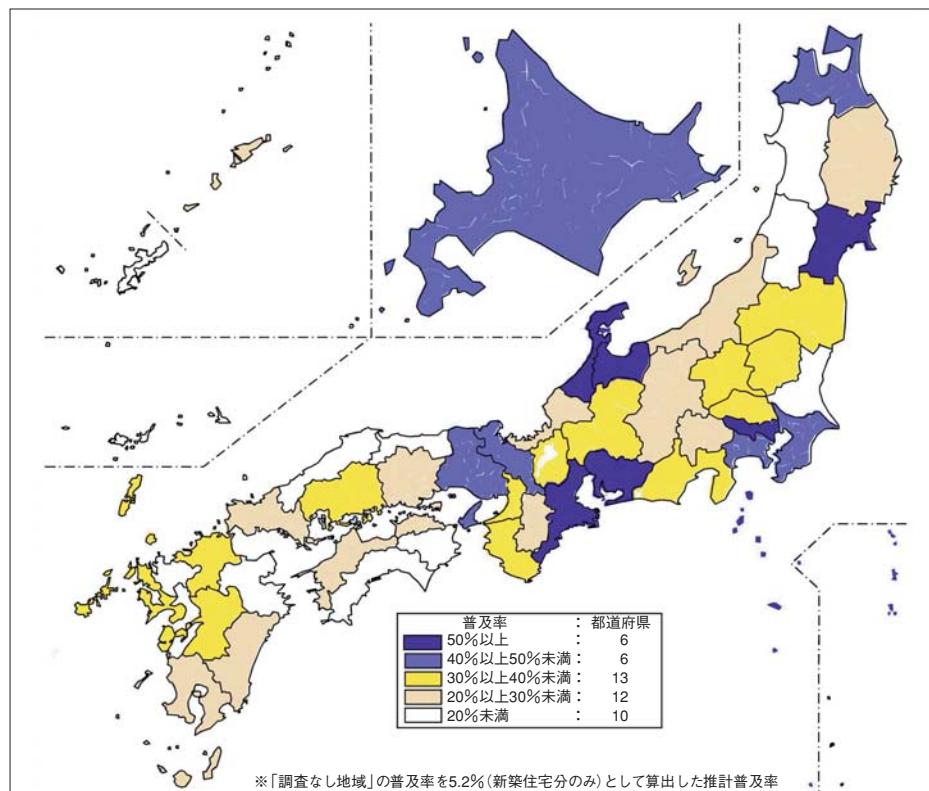 普及率 : 都道府県
50%以上 : 6
40%以上50%未満 : 6
30%以上40%未満 : 13
20%以上30%未満 : 12
20%未満 : 10
※「調査なし地域」の普及率を5.2%(新築住宅分のみ)として算出した推計普及率